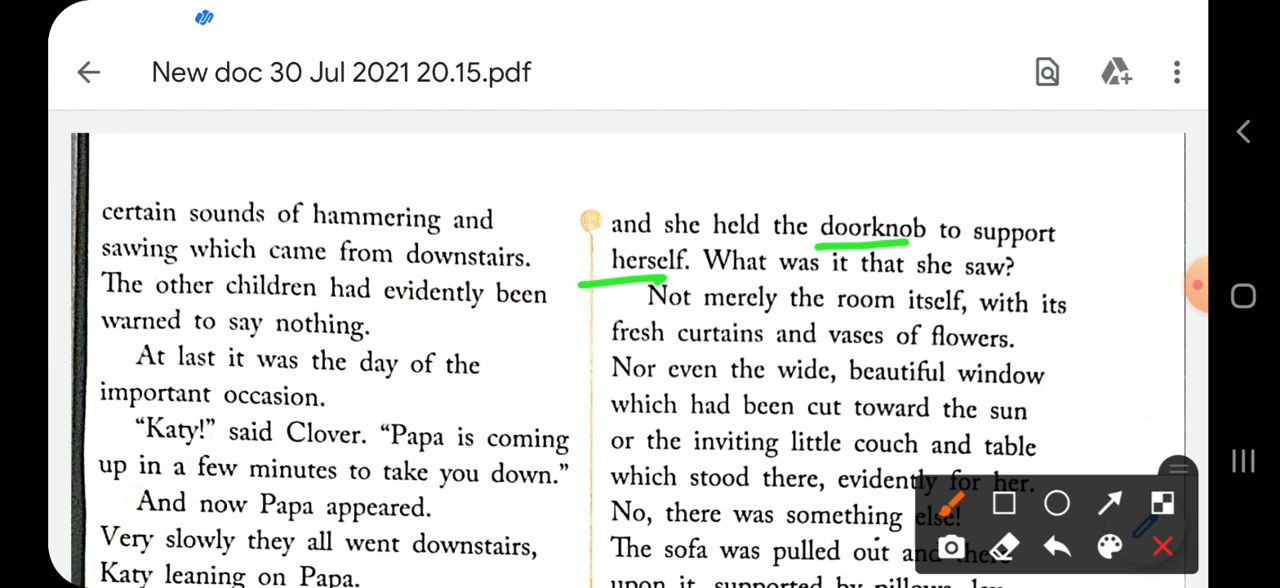 New doc 30 Jul 2021 20.15.pdf
certain sounds of hammering and
sawing which came from downstairs.
The other children had evidently been
warned to say nothing.
At last it was the day of the
important occasion.
"Katy!" said Clover. "Papa is coming
up in a few minutes to take you down."
And now Papa appeared.
Very slowly they all went downstairs,
Katy leaning on Papa.
and she held the doorknob to support
herself. What was it that she saw?
Not merely the room itself, with its
fresh curtains and vases of flowers.
Nor even the wide, beautiful window
which had been cut toward the sun
or the inviting little couch and table
which stood there, evidently for her.
No, there was something else!
The sofa was pulled out and there
upon it, supported by pillows, lay